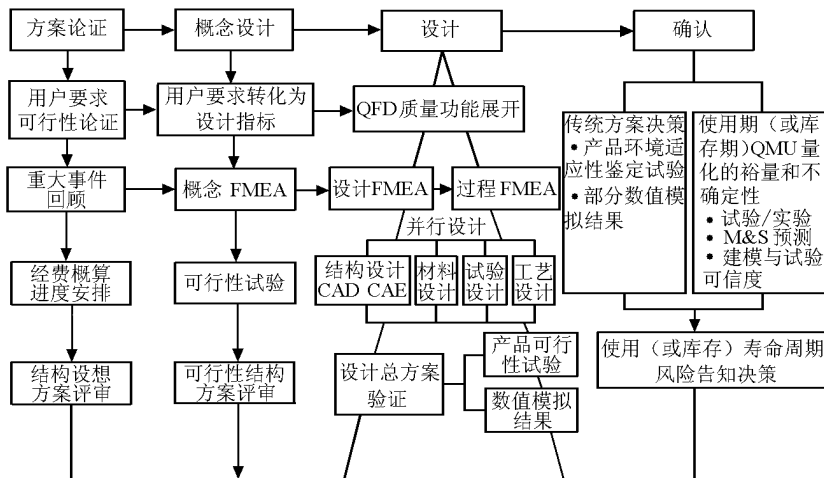 方案论证
概念设计
设计
确认
用户要求
可行性论证
用户要求转化为
设计指标
QFD质量功能展开
传统方案决策
•产品环境适
应性鉴定试验
•部分数值模
拟结果
使用期（或库
存期)QMU量
化的裕量和不
确定性
•试验/实验
•M&S预测
•建模与试验
可信度
重大事件
回顾
概念 FMEA
设计FMEA
过程 FMEA
并行设计
经费概算
进度安排
可行性试验
结构设计
CAD CAE
材料
设计
试验
设计
工艺
设计
结构设想
方案评审
可行性结构
方案评审
设计总方案
验证
产品可行
性试验
数值模拟
结果
使用（或库存）寿命周期
风险告知决策